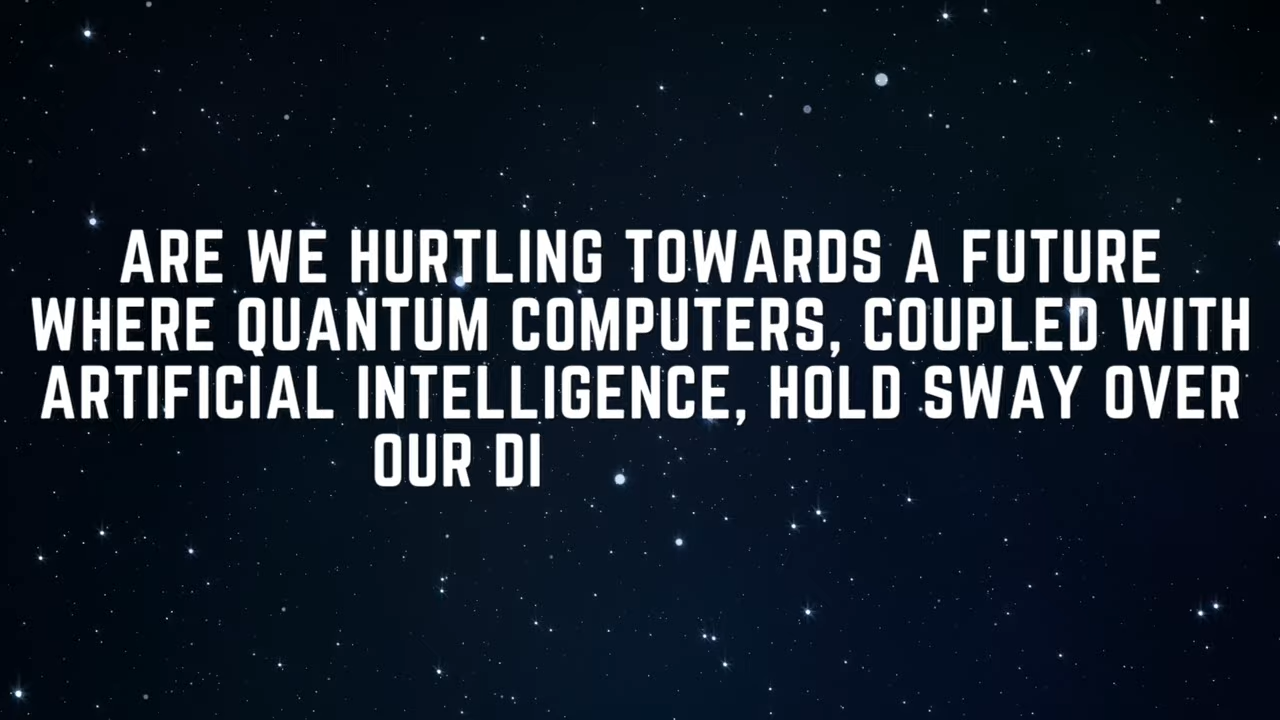 ARE WE HURTLING TOWARDS A FUTURE
WHERE QUANTUM COMPUTERS, COUPLED WITH
ARTIFICIAL INTELLIGENCE, HOLD SWAY OVER
OUR DI